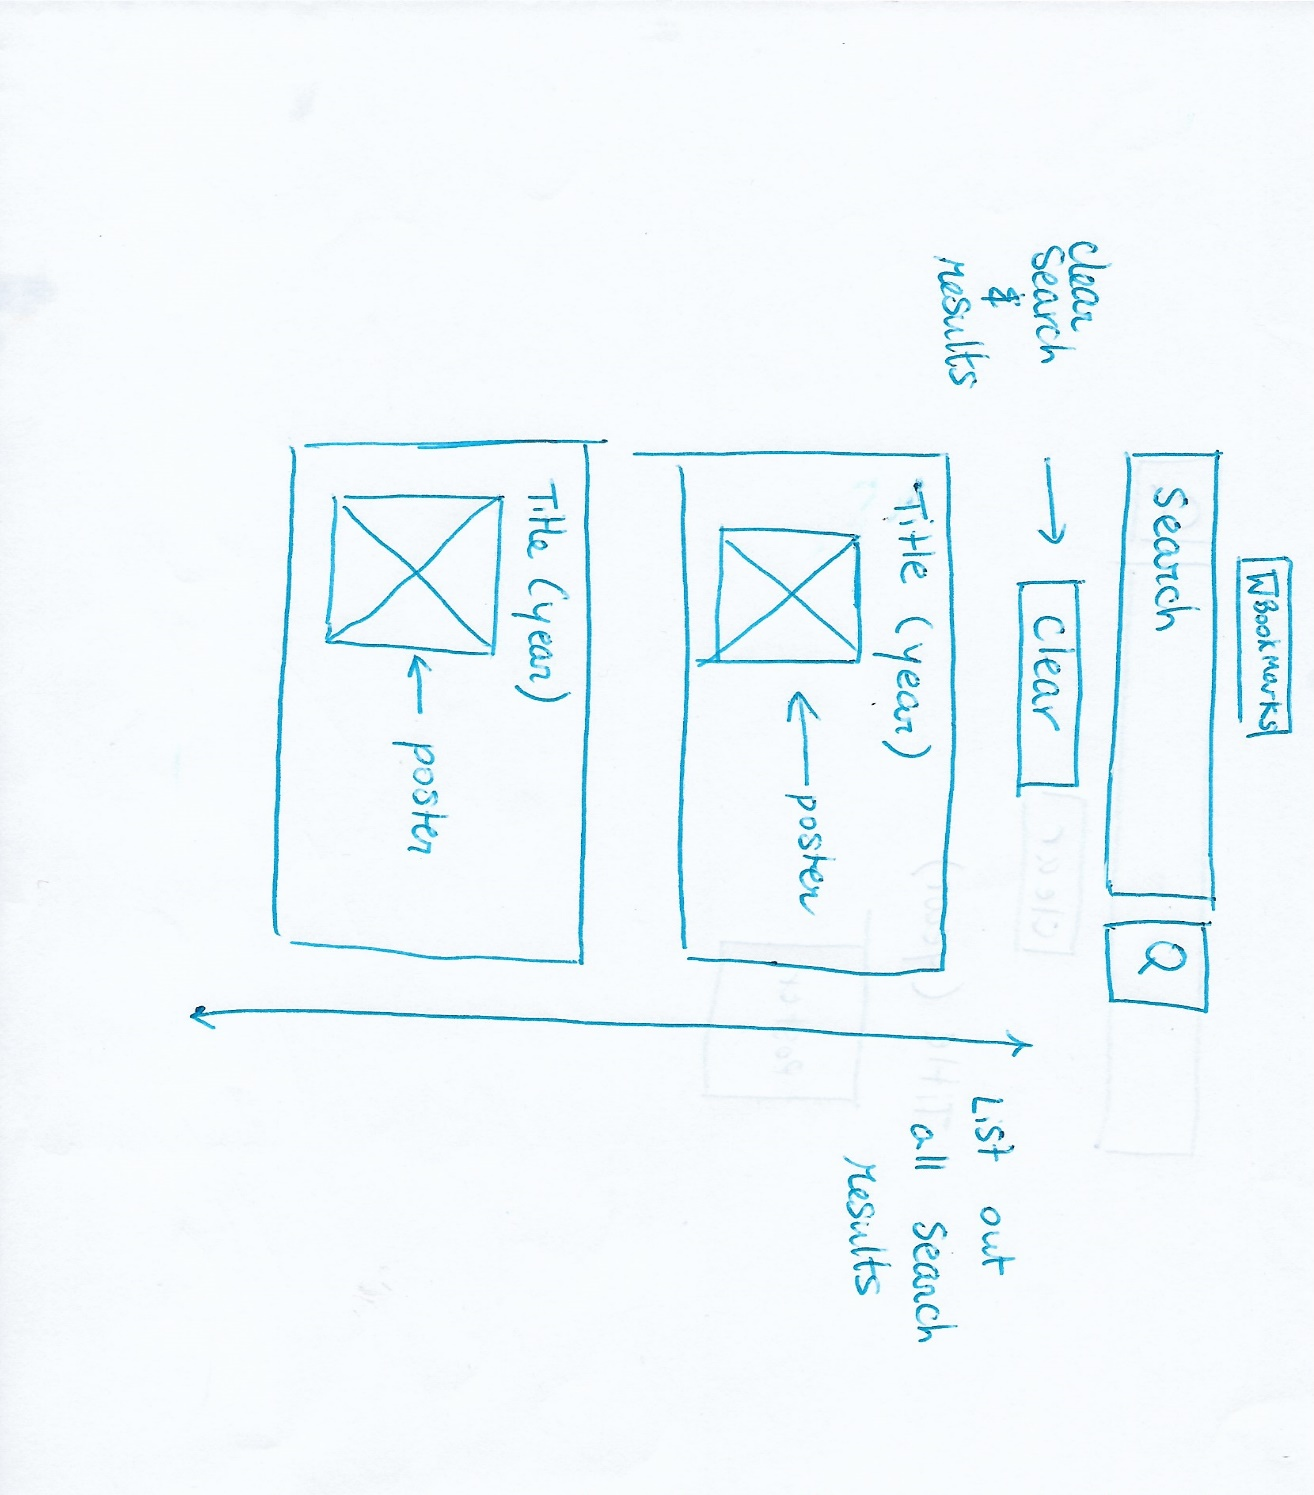 Bookmarks
Search
Q
clear
search
&
results
Clear
Title (year)
poster
Title (year)
poster
List out
all search
results